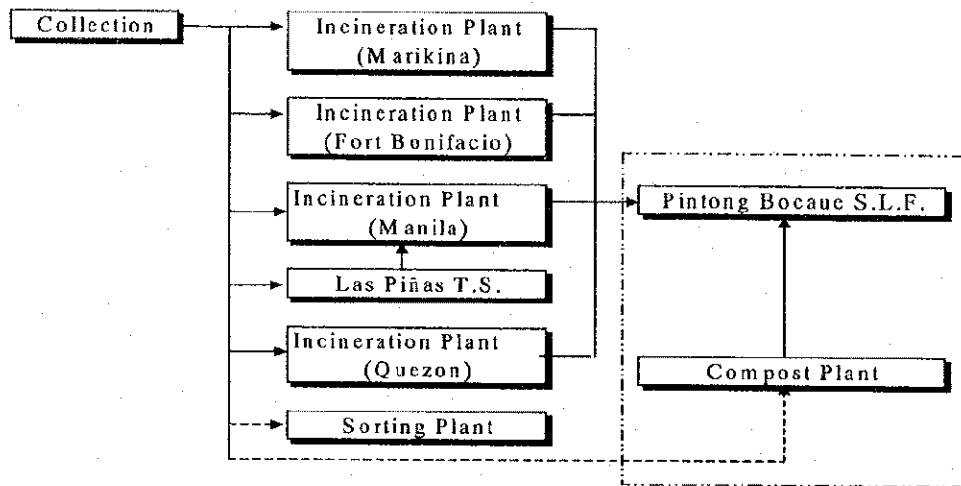 Collection
Incineration Plant
(Marikina)
Incineration Plant
(Fort Bonifacio)
Incineration Plant
(Manila)
Las Piñas T.S.
Incineration Plant
(Quezon)
Sorting Plant
Pintong Bocaue S.L.F.
Compost Plant